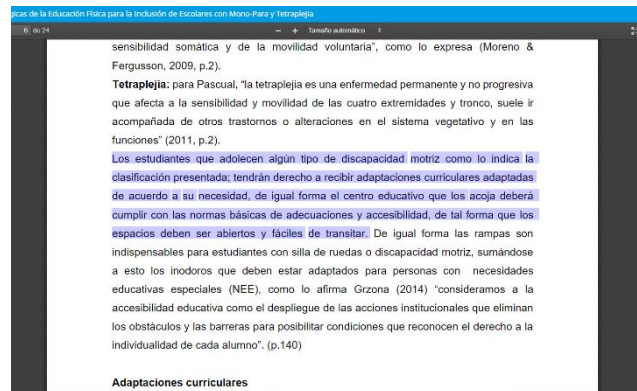 gicas de la Educación Física para la Inclusión de Escolares con Mono-Para y Tetraplejia
6 de 24 − + Tamaño automático
sensibilidad somática y de la movilidad voluntaria”, como lo expresa (Moreno &
Fergusson, 2009, p.2).
Tetraplejia: para Pascual, “la tetraplejia es una enfermedad permanente y no progresiva
que afecta a la sensibilidad y movilidad de las cuatro extremidades y tronco, suele ir
acompañada de otros trastornos o alteraciones en el sistema vegetativo y en las
funciones” (2011, p.2).
Los estudiantes que adolecen algún tipo de discapacidad motriz como lo indica la
clasificación presentada; tendrán derecho a recibir adaptaciones curriculares adaptadas
de acuerdo a su necesidad, de igual forma el centro educativo que los acoja deberá
cumplir con las normas básicas de adecuaciones y accesibilidad, de tal forma que los
espacios deben ser abiertos y fáciles de transitar. De igual forma las rampas son
indispensables para estudiantes con silla de ruedas o discapacidad motriz, sumándose
a esto los inodoros que deben estar adaptados para personas con necesidades
educativas especiales (NEE), como lo afirma Grzona (2014) “consideramos a la
accesibilidad educativa como el despliegue de las acciones institucionales que eliminan
los obstáculos y las barreras para posibilitar condiciones que reconocen el derecho a la
individualidad de cada alumno”. (p.140)
Adaptaciones curriculares